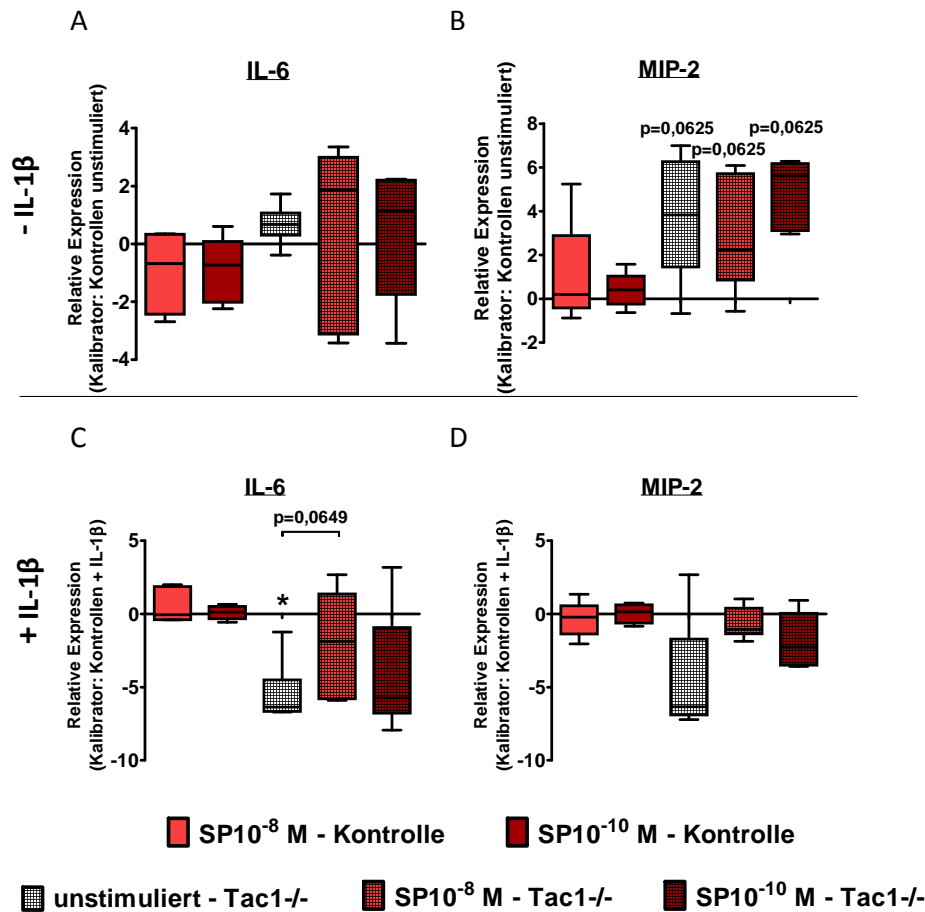 A
B
IL-6
MIP-2
- IL-1β
Relative Expression
(Kalibrator: Kontrollen unstimuliert)
4
2
0
-2
-4
Relative Expression
(Kalibrator: Kontrollen unstimuliert)
8
6
4
2
0
-2
p=0,0625
p=0,0625
p=0,0625
C
D
IL-6
MIP-2
+ IL-1β
Relative Expression
(Kalibrator: Kontrollen + IL-1β)
5
0
-5
-10
p=0,0649
*
Relative Expression
(Kalibrator: Kontrollen + IL-1β)
5
0
-5
-10
SP10⁻⁸ M - Kontrolle
SP10⁻¹⁰ M - Kontrolle
unstimuliert - Tac1-/-
SP10⁻⁸ M - Tac1-/-
SP10⁻¹⁰ M - Tac1-/-